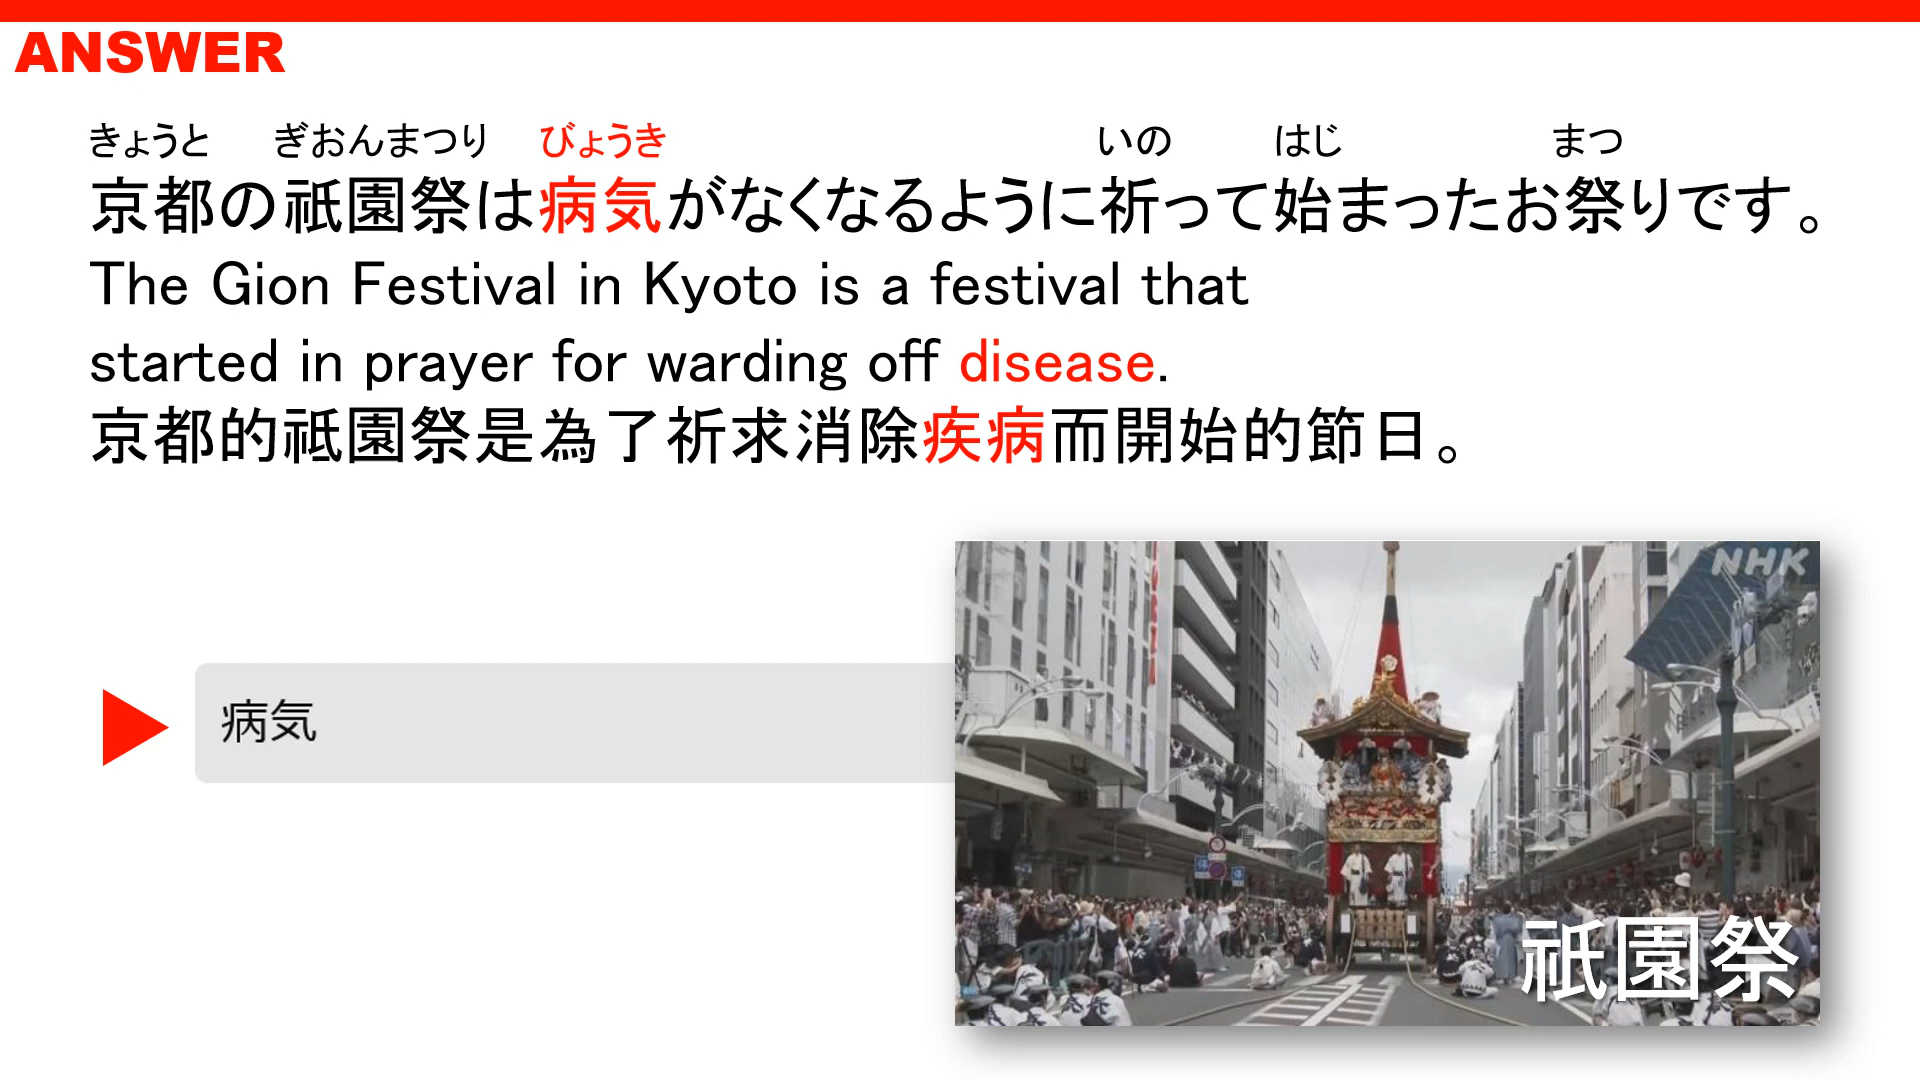 ANSWER
きょうと ぎおんまつり びょうき いの はじ まつ
京都の祇園祭は病気がなくなるように祈って始まったお祭りです。
The Gion Festival in Kyoto is a festival that
started in prayer for warding off disease.
京都的祇園祭是為了祈求消除疾病而開始的節日。
病気
NHK
祇園祭